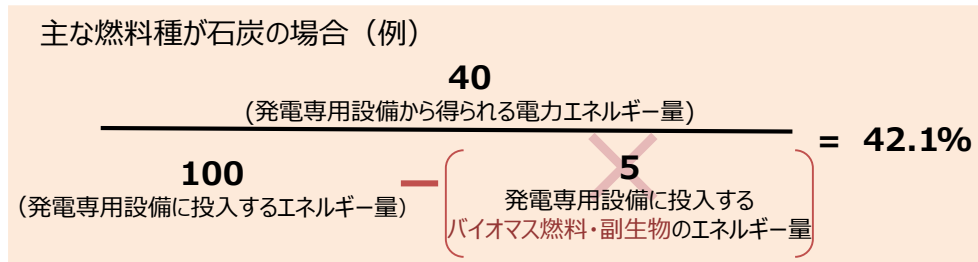 主な燃料種が石炭の場合（例）
40
(発電専用設備から得られる電力エネルギー量)
= 42.1%
100
（発電専用設備に投入するエネルギー量）
−
5
発電専用設備に投入する
バイオマス燃料・副生物のエネルギー量